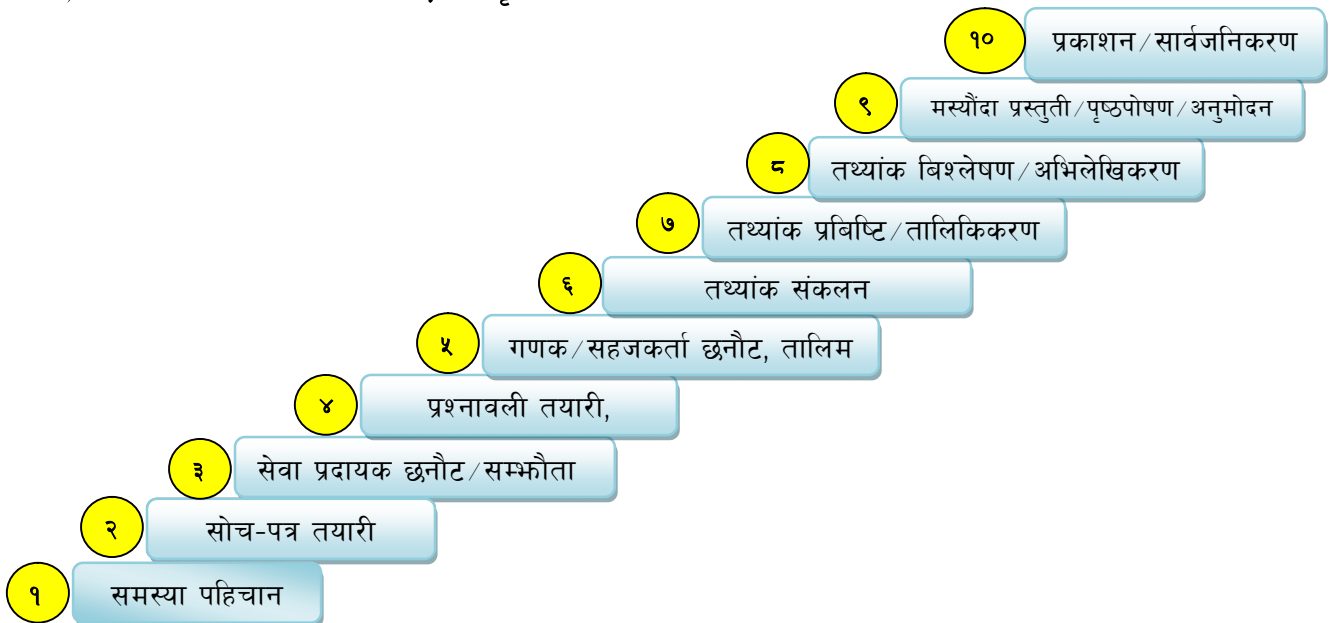 १० प्रकाशन/सार्वजनिकरण
९ मस्यौंदा प्रस्तुती/पृष्ठपोषण/अनुमोदन
८ तथ्यांक बिश्लेषण/अभिलेखिकरण
७ तथ्यांक प्रबिष्टि/तालिकिकरण
६ तथ्यांक संकलन
५ गणक/सहजकर्ता छनौट, तालिम
४ प्रश्नावली तयारी,
३ सेवा प्रदायक छनौट/सम्झौता
२ सोच-पत्र तयारी
१ समस्या पहिचान